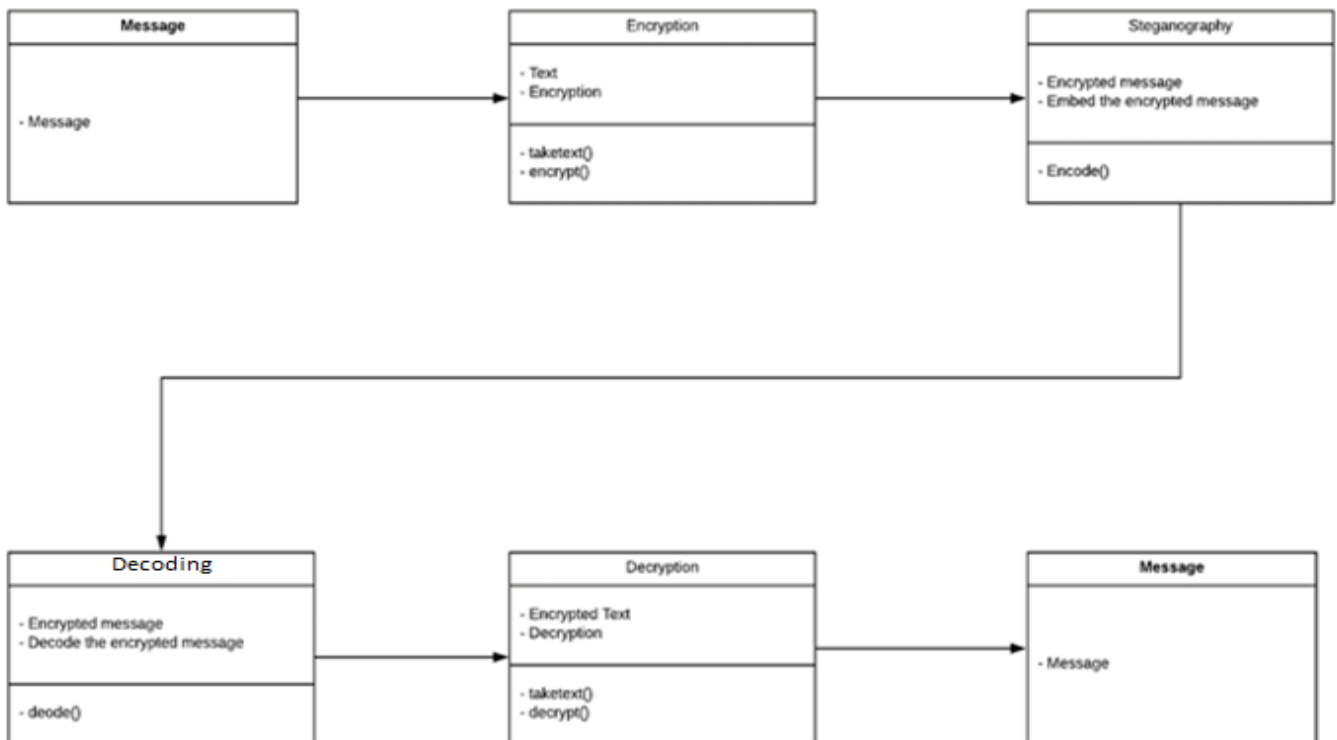 Message
- Message
Encryption
- Text
- Encryption
- taketext()
- encrypt()
Steganography
- Encrypted message
- Embed the encrypted message
- Encode()
Decoding
- Encrypted message
- Decode the encrypted message
- deode()
Decryption
- Encrypted Text
- Decryption
- taketext()
- decrypt()
Message
- Message